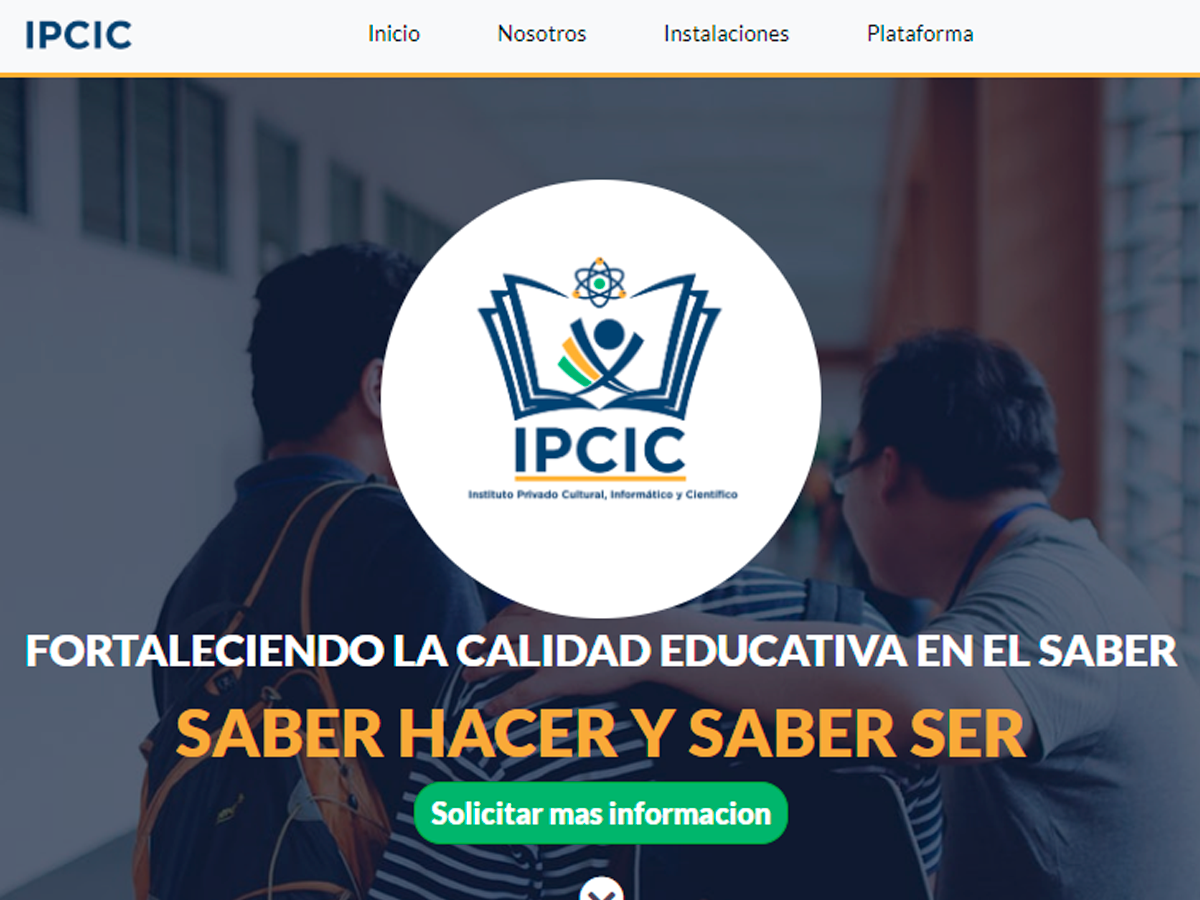 IPCIC
Inicio
Nosotros
Instalaciones
Plataforma
IPCIC
Instituto Privado Cultural, Informático y Científico
FORTALECIENDO LA CALIDAD EDUCATIVA EN EL SABER
SABER HACER Y SABER SER
Solicitar mas informacion